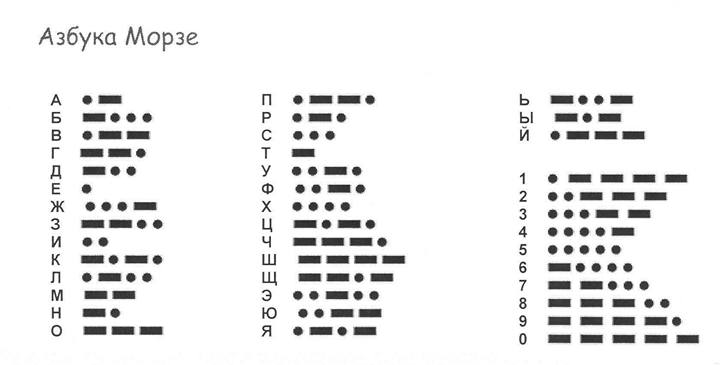 Азбука Морзе
А
Б
В
Г
Д
Е
Ж
З
И
К
Л
М
Н
О
П
Р
С
Т
У
Ф
Х
Ц
Ч
Ш
Щ
Э
Ю
Я
Ь
Ы
Й
1
2
3
4
5
6
7
8
9
0